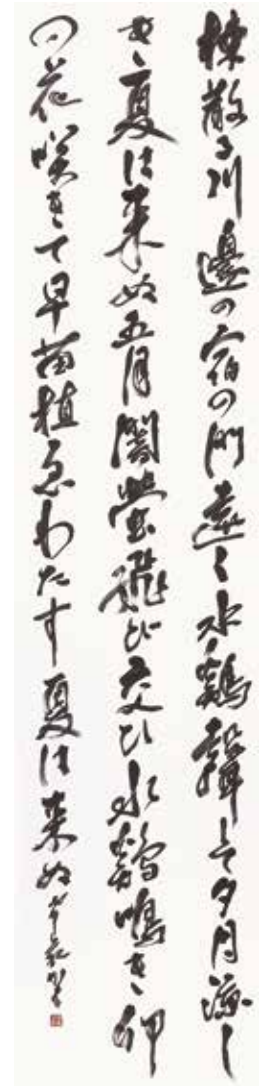 楝散る川邊の宿の門遠く水鶏聲して夕月涼し
き夏は来ぬ五月闇螢飛び交ひ水鶏鳴き卯
の花咲きて早苗植ゑわたす夏は来ぬ